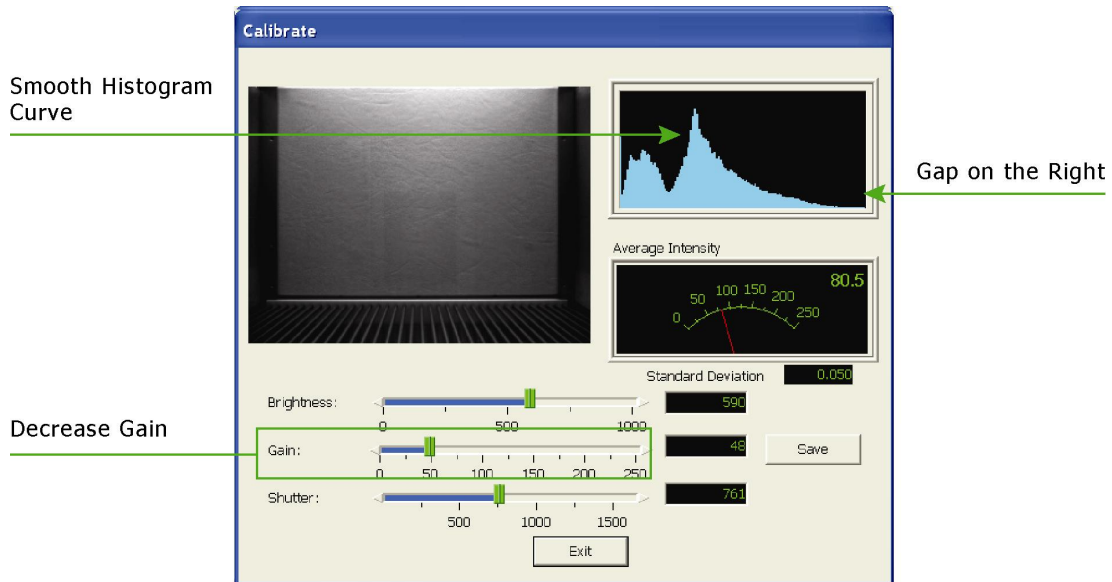 Calibrate
Smooth Histogram
Curve
Gap on the Right
Average Intensity
80.5
0 50 100 150 200 250
Standard Deviation 0.050
Brightness: 590
0 500 1000
Decrease Gain
Gain: 48 Save
0 50 100 150 200 250
Shutter: 761
500 1000 1500
Exit